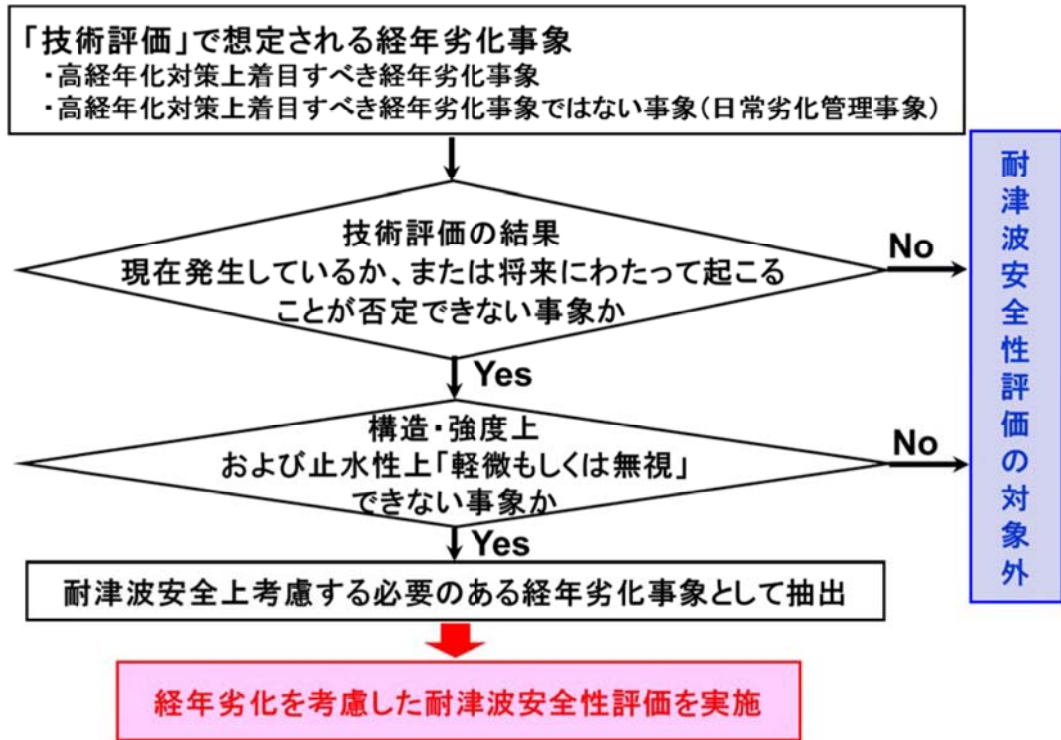 「技術評価」で想定される経年劣化事象
・高経年化対策上着目すべき経年劣化事象
・高経年化対策上着目すべき経年劣化事象ではない事象(日常劣化管理事象)
技術評価の結果
現在発生しているか、または将来にわたって起こる
ことが否定できない事象か
No
Yes
構造・強度上
および止水性上「軽微もしくは無視」
できない事象か
No
Yes
耐津波安全上考慮する必要のある経年劣化事象として抽出
経年劣化を考慮した耐津波安全性評価を実施
耐津波安全性評価の対象外